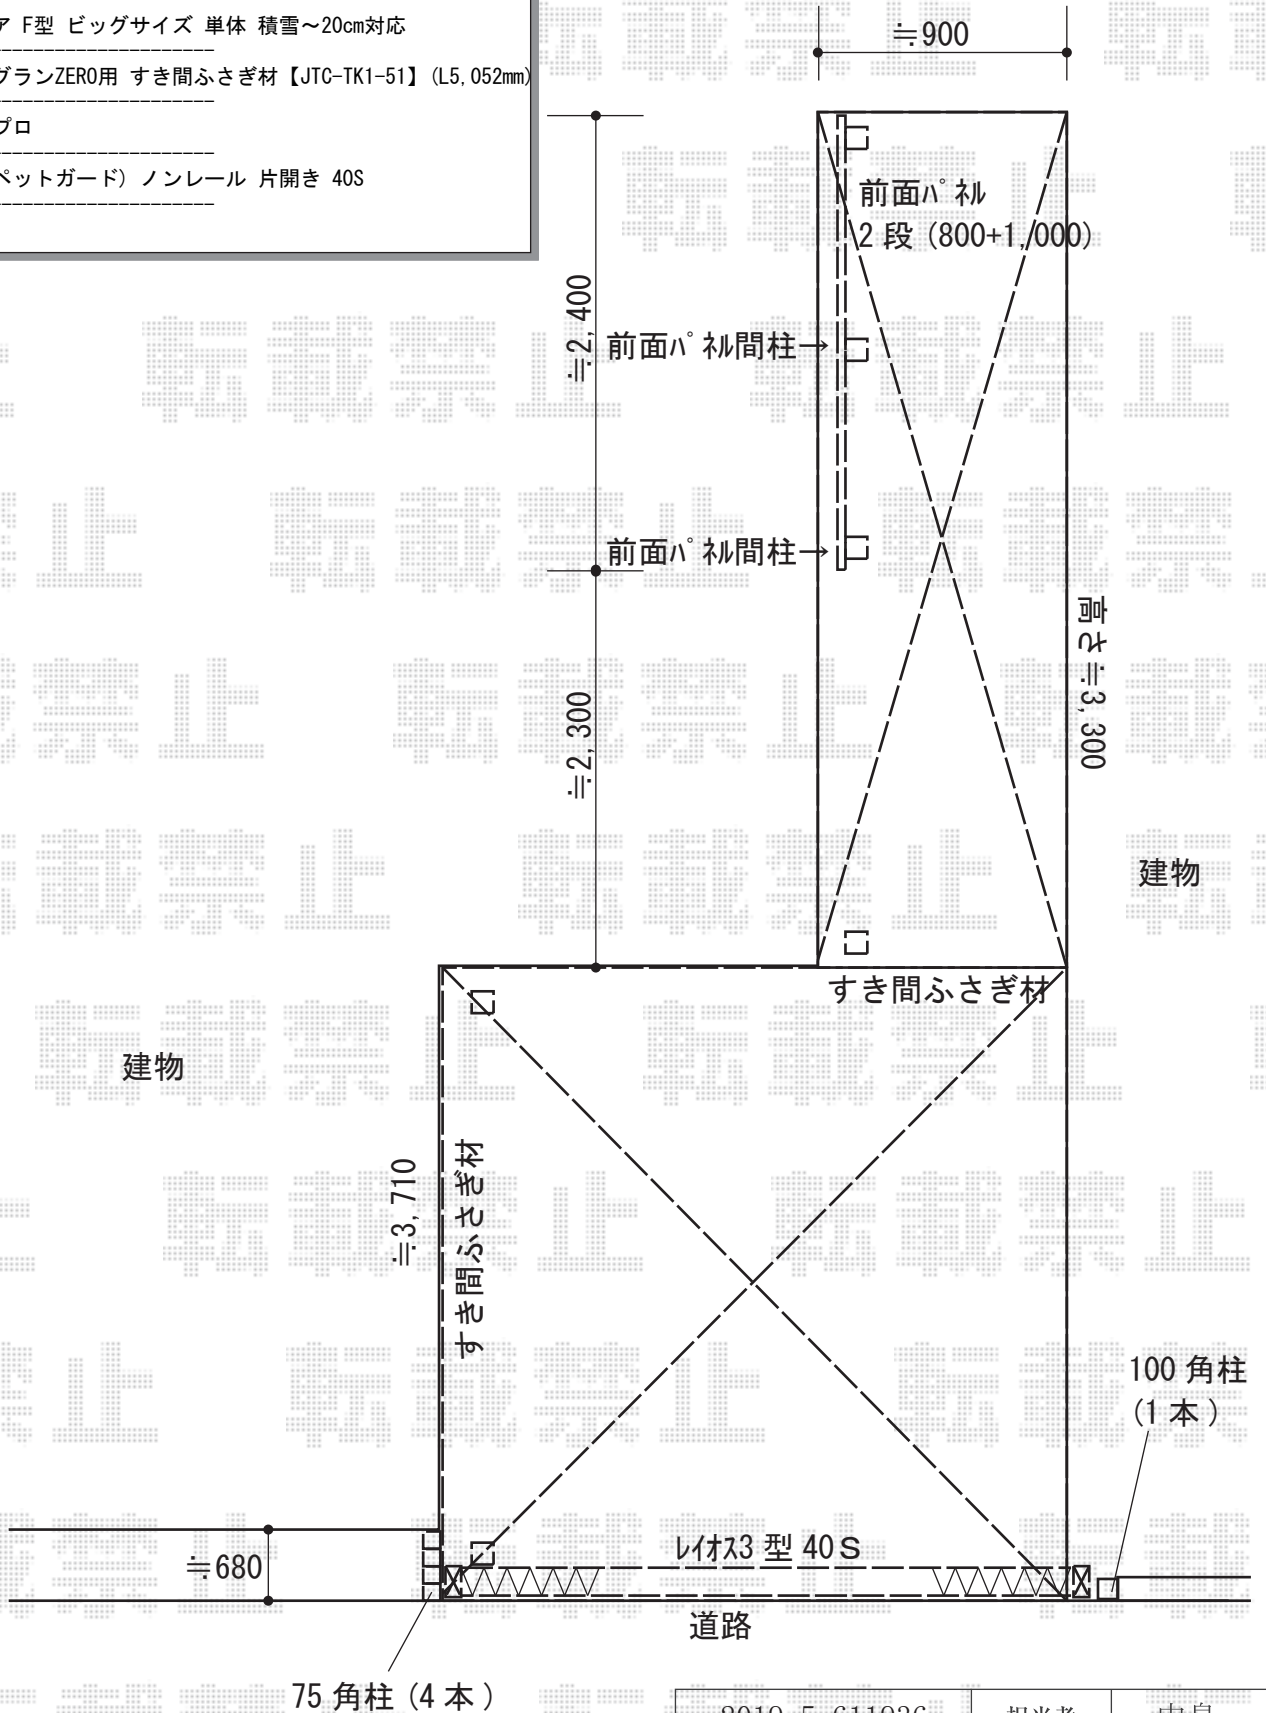 ア F型 ビッグサイズ 単体 積雪～20cm対応
グランZERO用 すき間ふさぎ材【JTC-TK1-51】(L5,052mm)
プロ
ペットガード) ノンレール 片開き 40S
≒900
前面パネル
2段 (800+1,000)
≒2,400
前面パネル間柱→
前面パネル間柱→
高さ≒3,300
≒2,300
建物
すき間ふさぎ材
建物
≒3,710
すき間ふさぎ材
100角柱
(1本)
レイオス3型 40S
≒680
道路
75角柱 (4本)
転載禁止